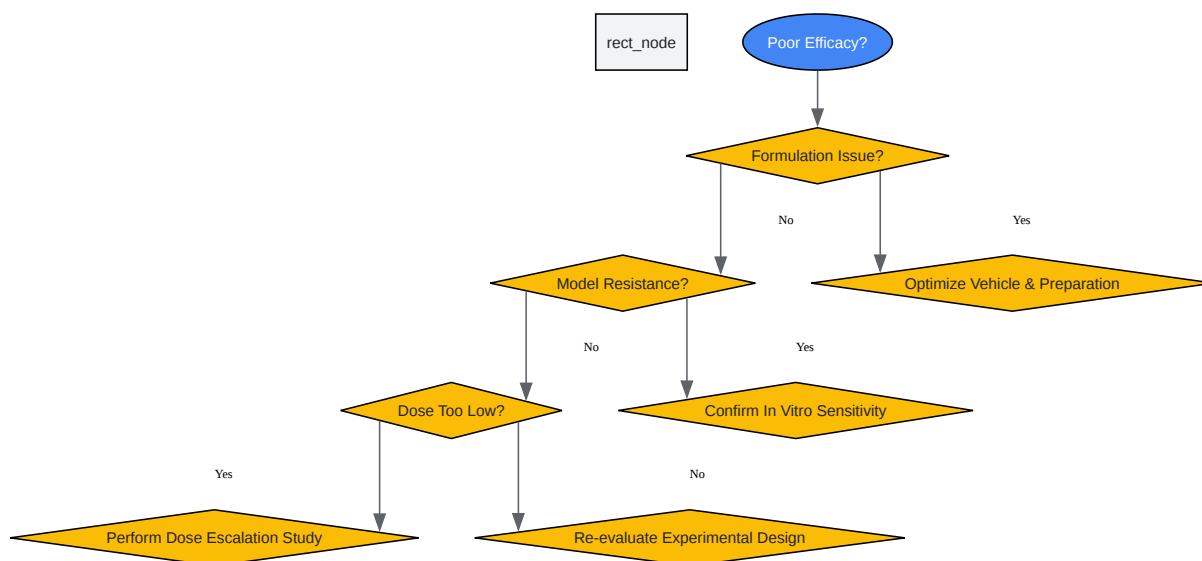 rect_node
Poor Efficacy?
Formulation Issue?
No
Yes
Model Resistance?
Optimize Vehicle & Preparation
No
Yes
Dose Too Low?
Confirm In Vitro Sensitivity
Yes
No
Perform Dose Escalation Study
Re-evaluate Experimental Design